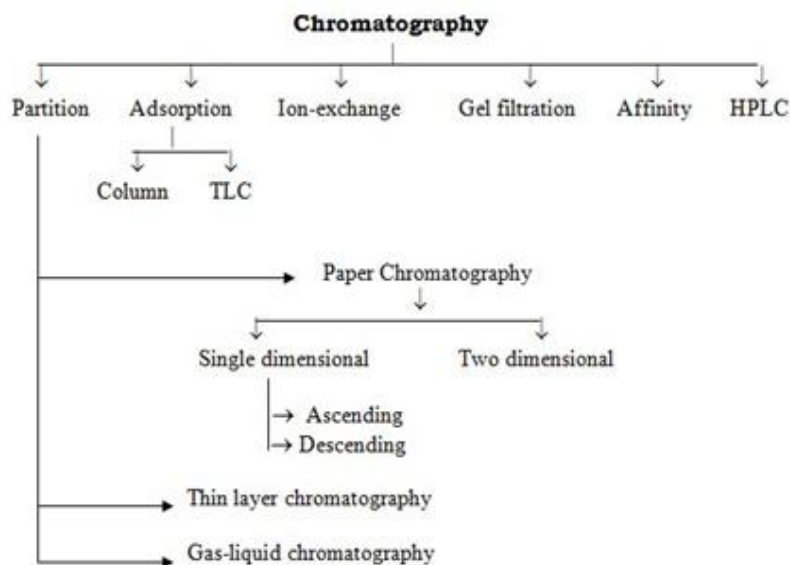 Chromatography
Partition Adsorption Ion-exchange Gel filtration Affinity HPLC
Column TLC
Paper Chromatography
Single dimensional Two dimensional
Ascending
Descending
Thin layer chromatography
Gas-liquid chromatography